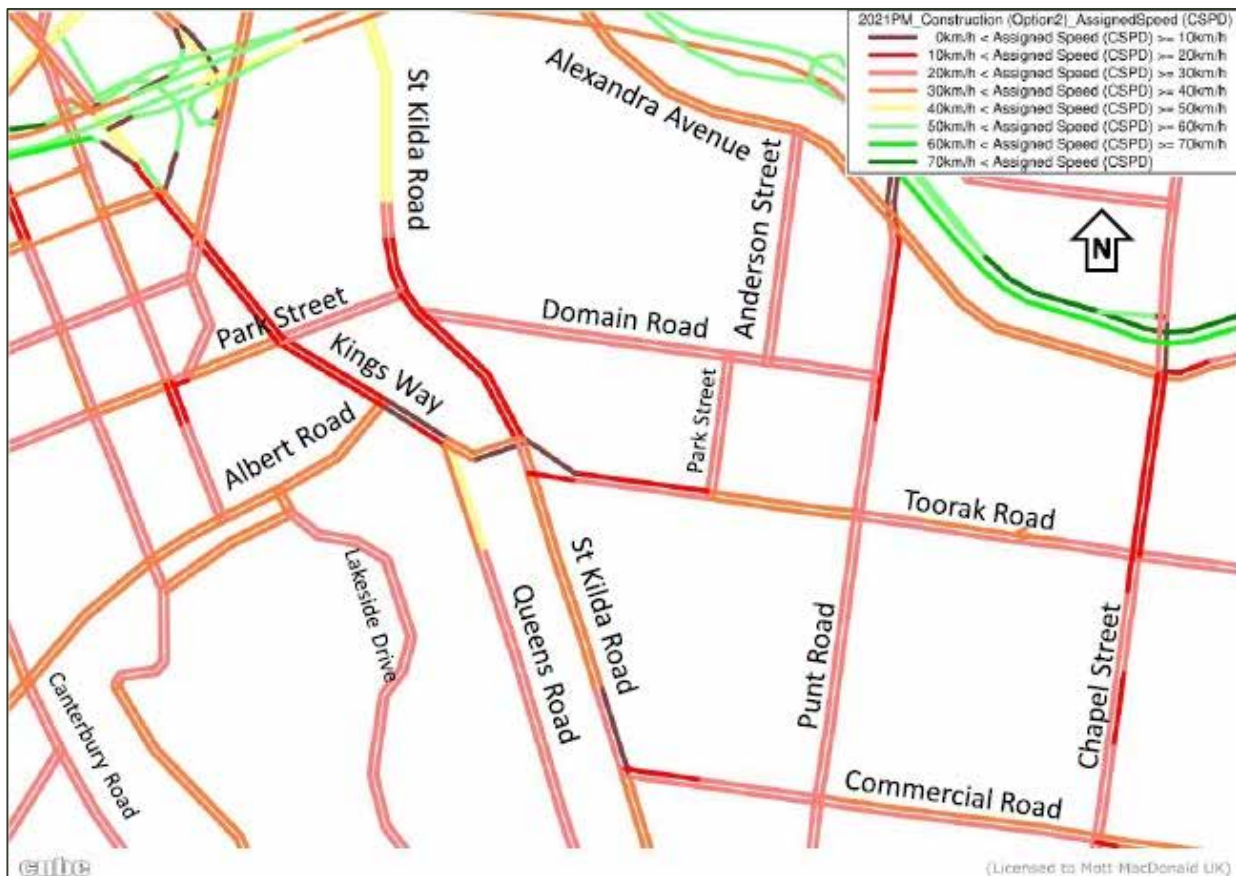 2021PM_Construction (Option2)_AssignedSpeed (CSPD)
0km/h < Assigned Speed (CSPD) >= 10km/h
10km/h < Assigned Speed (CSPD) >= 20km/h
20km/h < Assigned Speed (CSPD) >= 30km/h
30km/h < Assigned Speed (CSPD) >= 40km/h
40km/h < Assigned Speed (CSPD) >= 50km/h
50km/h < Assigned Speed (CSPD) >= 60km/h
60km/h < Assigned Speed (CSPD) >= 70km/h
70km/h < Assigned Speed (CSPD)
N
St Kilda Road
Alexandra Avenue
Anderson Street
Park Street
Domain Road
Kings Way
Park Street
Albert Road
Toorak Road
Lakeside Drive
Queens Road
St Kilda Road
Punt Road
Chapel Street
Canterbury Road
Commercial Road
cube
(Licensed to Mott MacDonald UK)